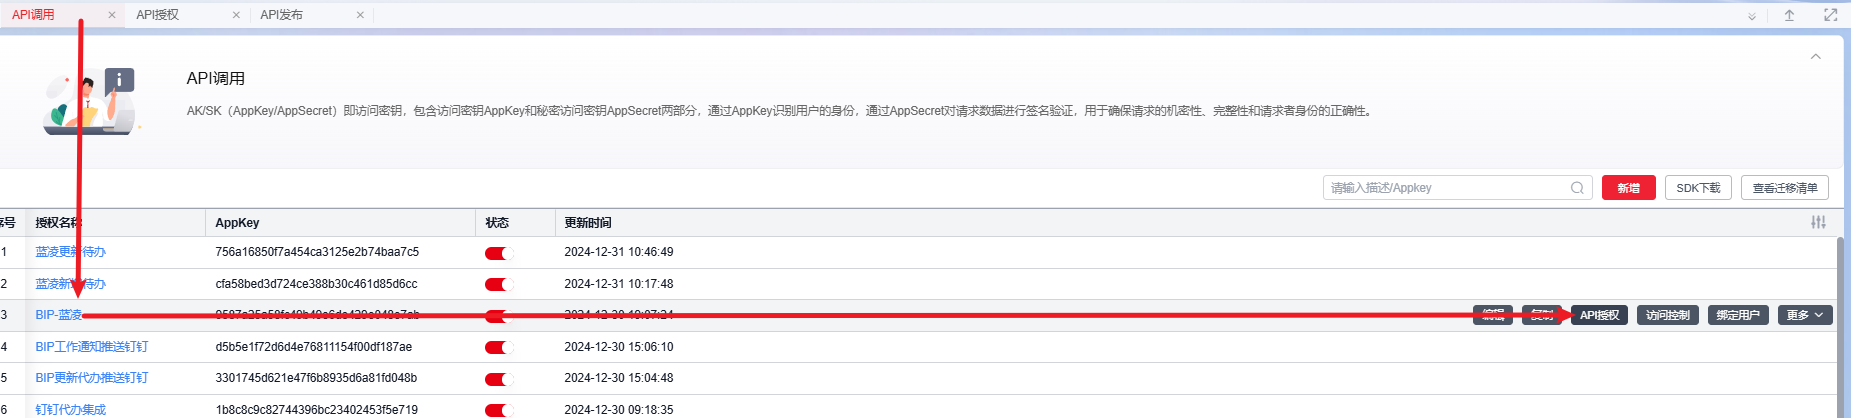 API调用 API授权 API发布
API调用
AK/SK（AppKey/AppSecret）即访问密钥，包含访问密钥AppKey和秘密访问密钥AppSecret两部分，通过AppKey识别用户的身份，通过AppSecret对请求数据进行签名验证，用于确保请求的机密性、完整性和请求者身份的正确性。
请输入描述/Appkey 新增 SDK下载 查看迁移清单
序号 授权名称 AppKey 状态 更新时间
1 蓝凌更新待办 756a16850f7a454ca3125e2b74baa7c5 2024-12-31 10:46:49
2 蓝凌新增待办 cfa58bed3d724ce388b30c461d85d6cc 2024-12-31 10:17:48
3 BIP-蓝凌 编辑 复制 API授权 访问控制 绑定用户 更多
4 BIP工作通知推送钉钉 d5b5e1f72d6d4e76811154f00df187ae 2024-12-30 15:06:10
5 BIP更新代办推送钉钉 3301745d621e47f6b8935d6a81fd048b 2024-12-30 15:04:48
6 钉钉代办集成 1b8c8c9c82744396bc23402453f5e719 2024-12-30 09:18:35